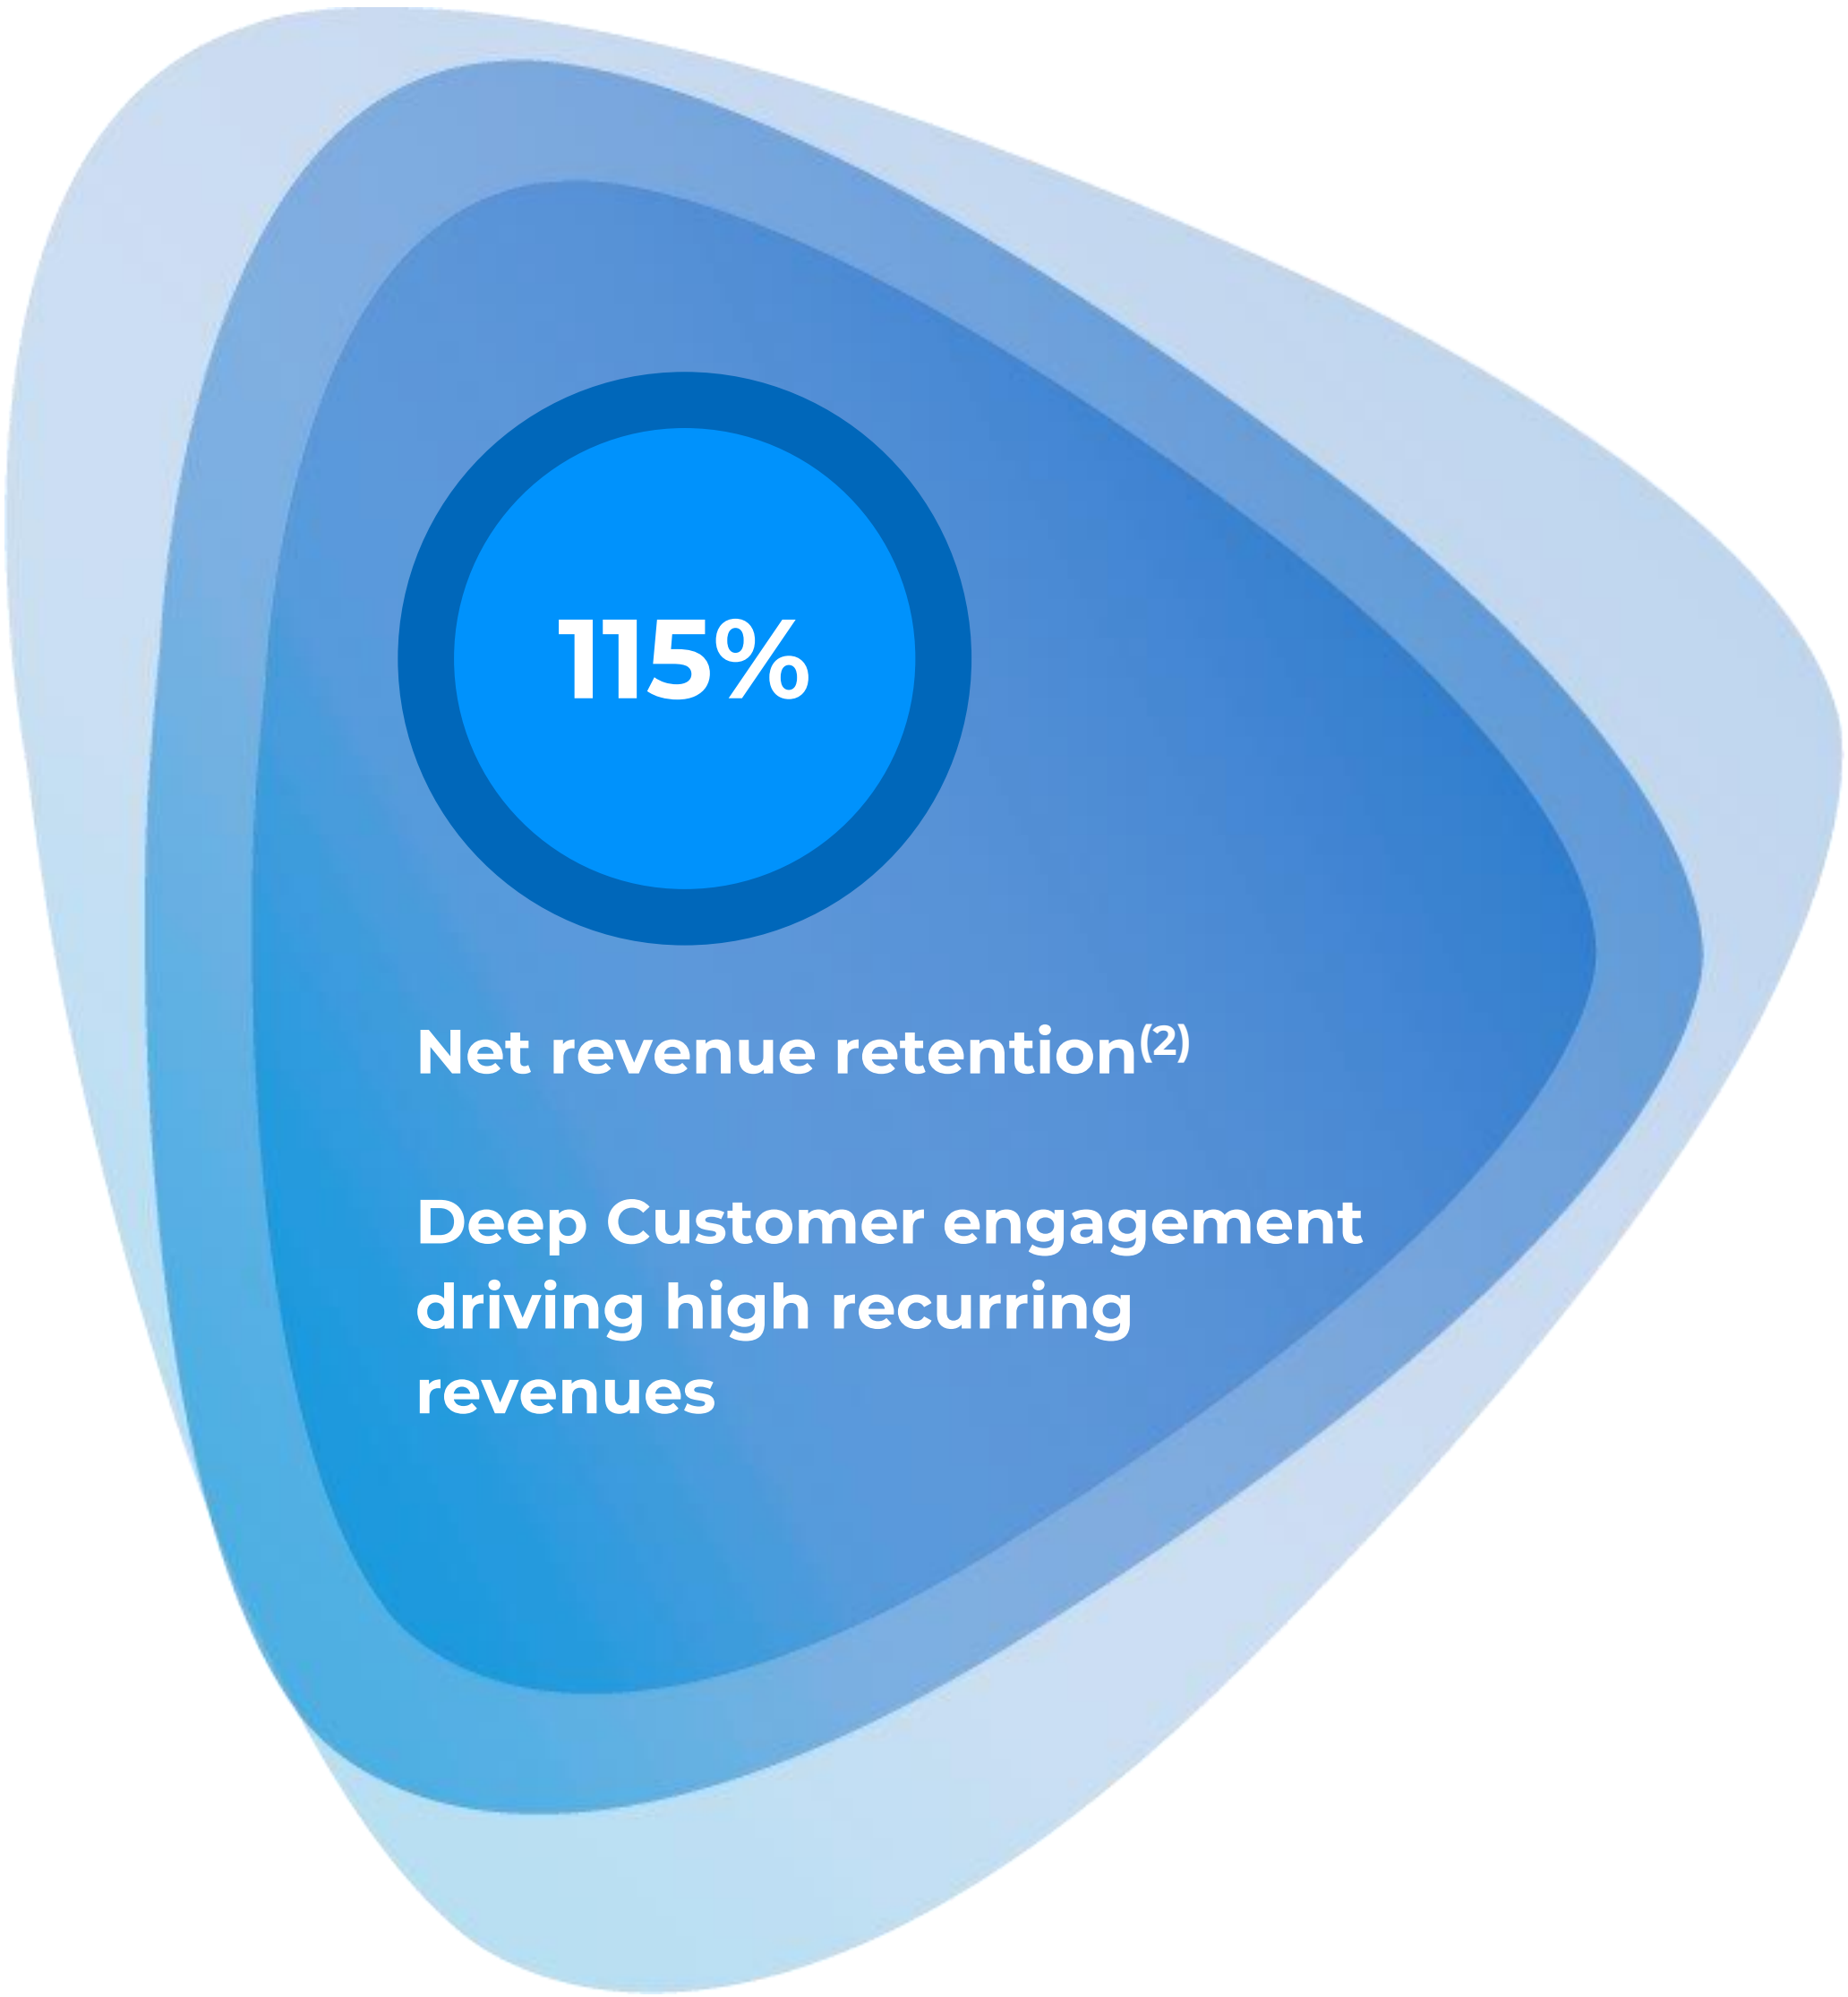 115%
Net revenue retention(2)
Deep Customer engagement
driving high recurring
revenues